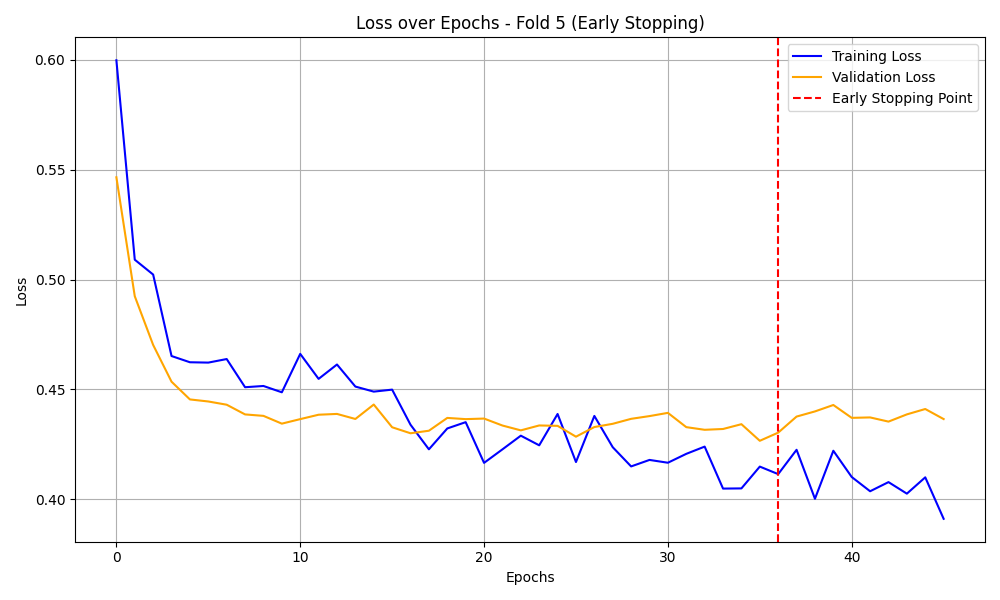 Loss over Epochs - Fold 5 (Early Stopping)
Training Loss
Validation Loss
Early Stopping Point
Loss
0.60
0.55
0.50
0.45
0.40
0
10
20
30
40
Epochs